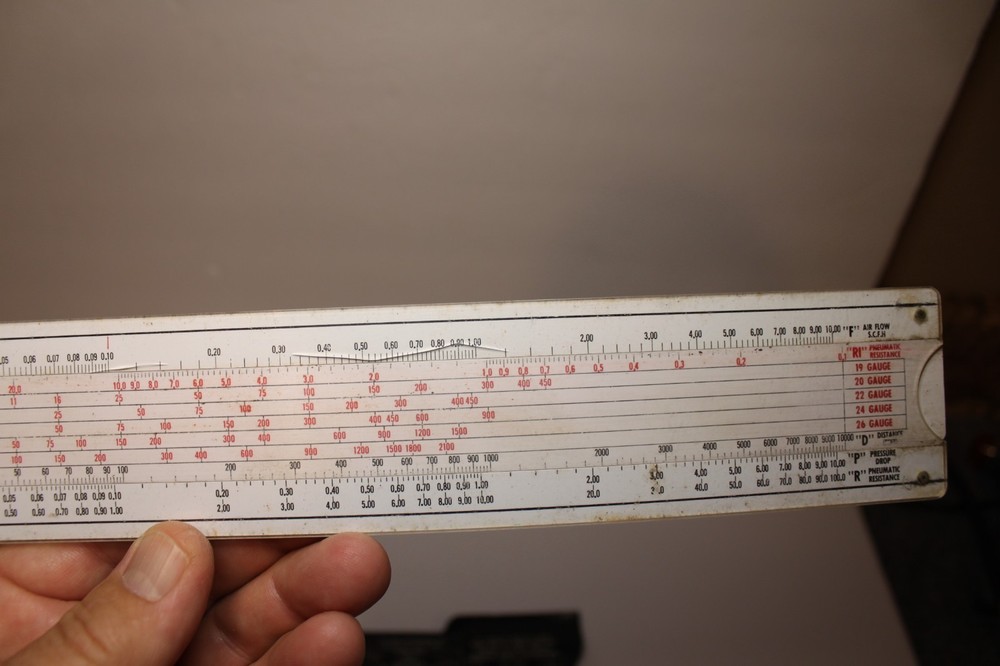 .05 0.06 0.07 0.08 0.09 0.10 0,20 0,30 0,40 0,50 0,60 0,70 0,80 0,90 1,00 2,00 3,00 4,00 5,00 6,00 7,00 8,00 9,00 10,00 "F" AIR FLOW S.C.F.H
20,0 10,0 9,0 8,0 7,0 6,0 5,0 4,0 3,0 2,0 1,0 0,9 0,8 0,7 0,6 0,5 0,4 0,3 0,2 0,1 "R1" PNEUMATIC RESISTANCE
11 16 25 50 75 100 150 200 300 400 450 19 GAUGE
25 50 75 100 150 200 300 400 450 20 GAUGE
50 75 100 150 200 300 400 450 600 900 22 GAUGE
50 75 100 150 200 300 400 600 900 1200 1500 24 GAUGE
100 150 200 300 400 600 900 1200 1500 1800 2100 26 GAUGE
50 60 70 80 90 100 200 300 400 500 600 700 800 900 1000 2000 3000 4000 5000 6000 7000 8000 9000 10000 "D" DISTANCE
0,05 0,06 0,07 0,08 0,09 0,10 0,20 0,30 0,40 0,50 0,60 0,70 0,80 0,90 1,00 2,00 3,00 4,00 5,00 6,00 7,00 8,00 9,00 10,0 "P" PRESSURE DROP
0,50 0,60 0,70 0,80 0,90 1,00 2,00 3,00 4,00 5,00 6,00 7,00 8,00 9,00 10,00 20,0 40,0 50,0 60,0 70,0 80,0 90,0 100,0 "R" PNEUMATIC RESISTANCE